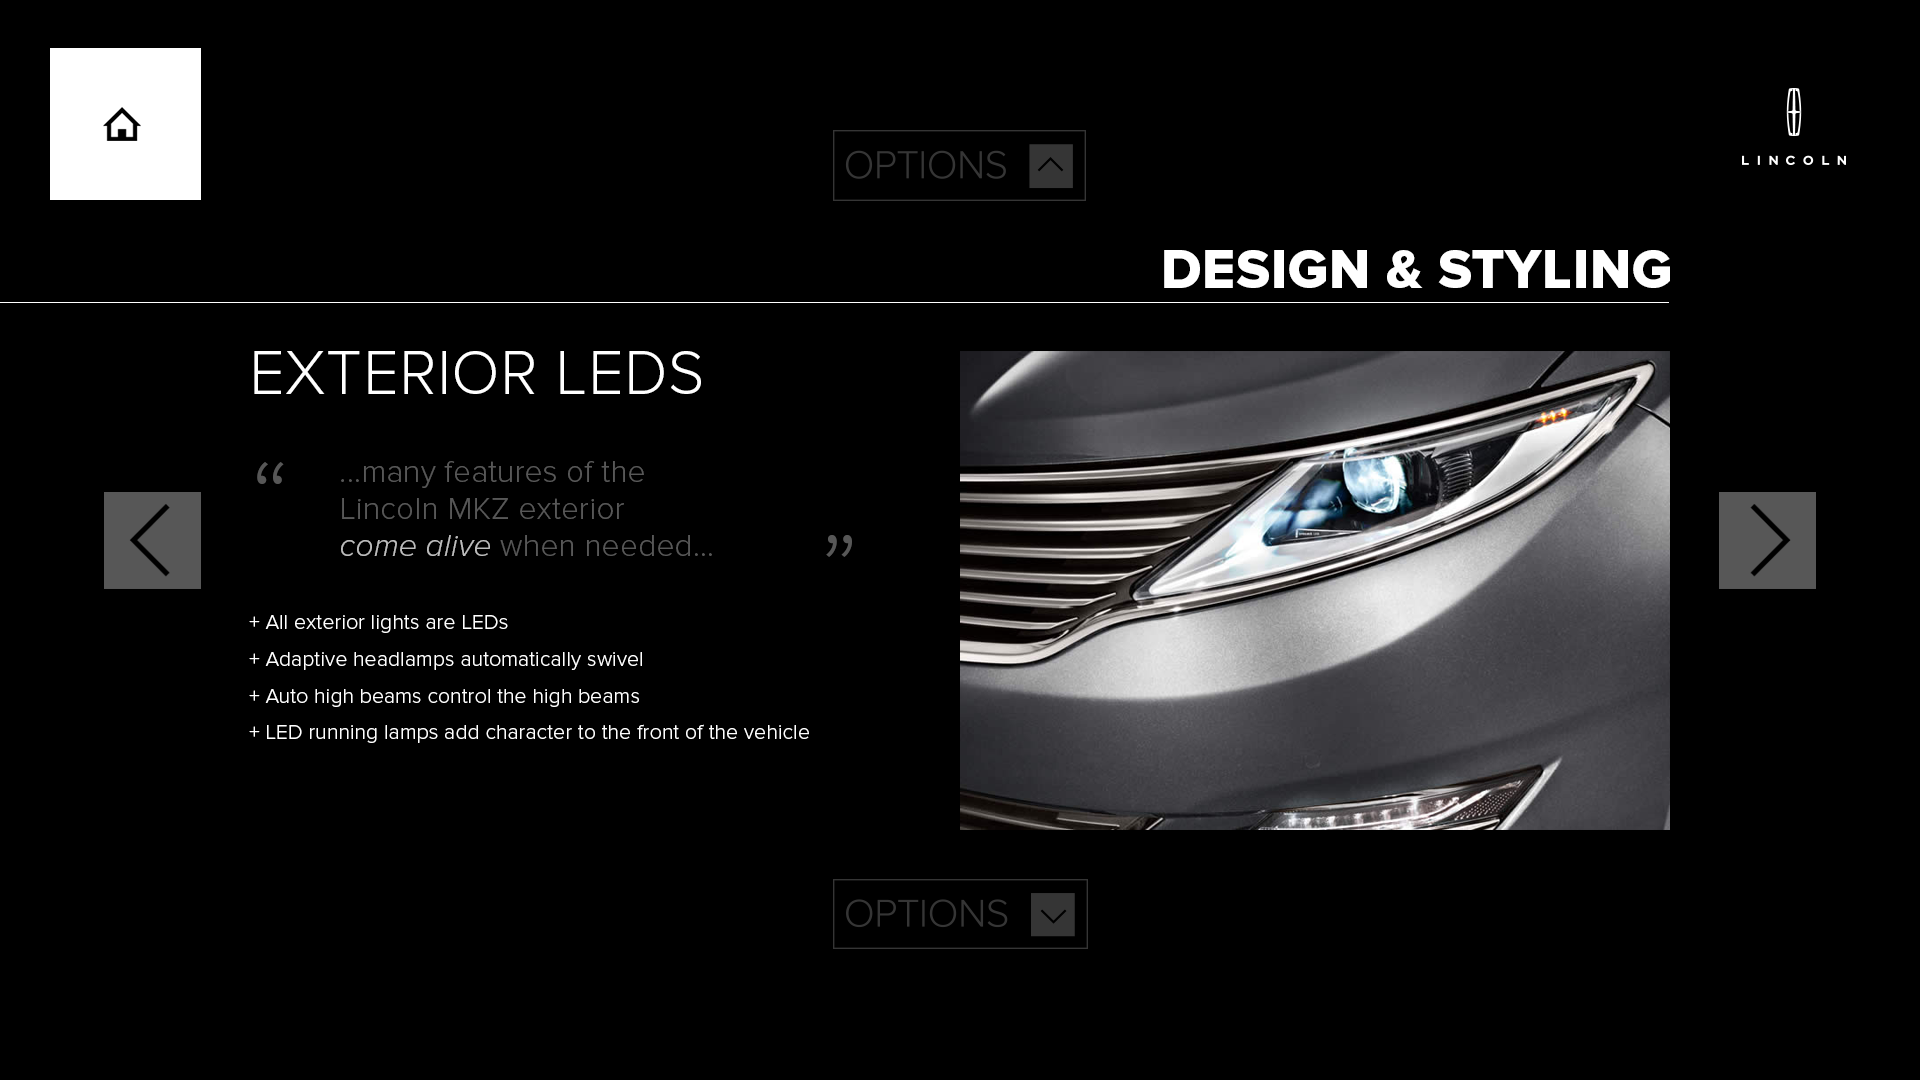 OPTIONS
LINCOLN
DESIGN & STYLING
EXTERIOR LEDS
“ ...many features of the
Lincoln MKZ exterior
come alive when needed... ”
+ All exterior lights are LEDs
+ Adaptive headlamps automatically swivel
+ Auto high beams control the high beams
+ LED running lamps add character to the front of the vehicle
OPTIONS